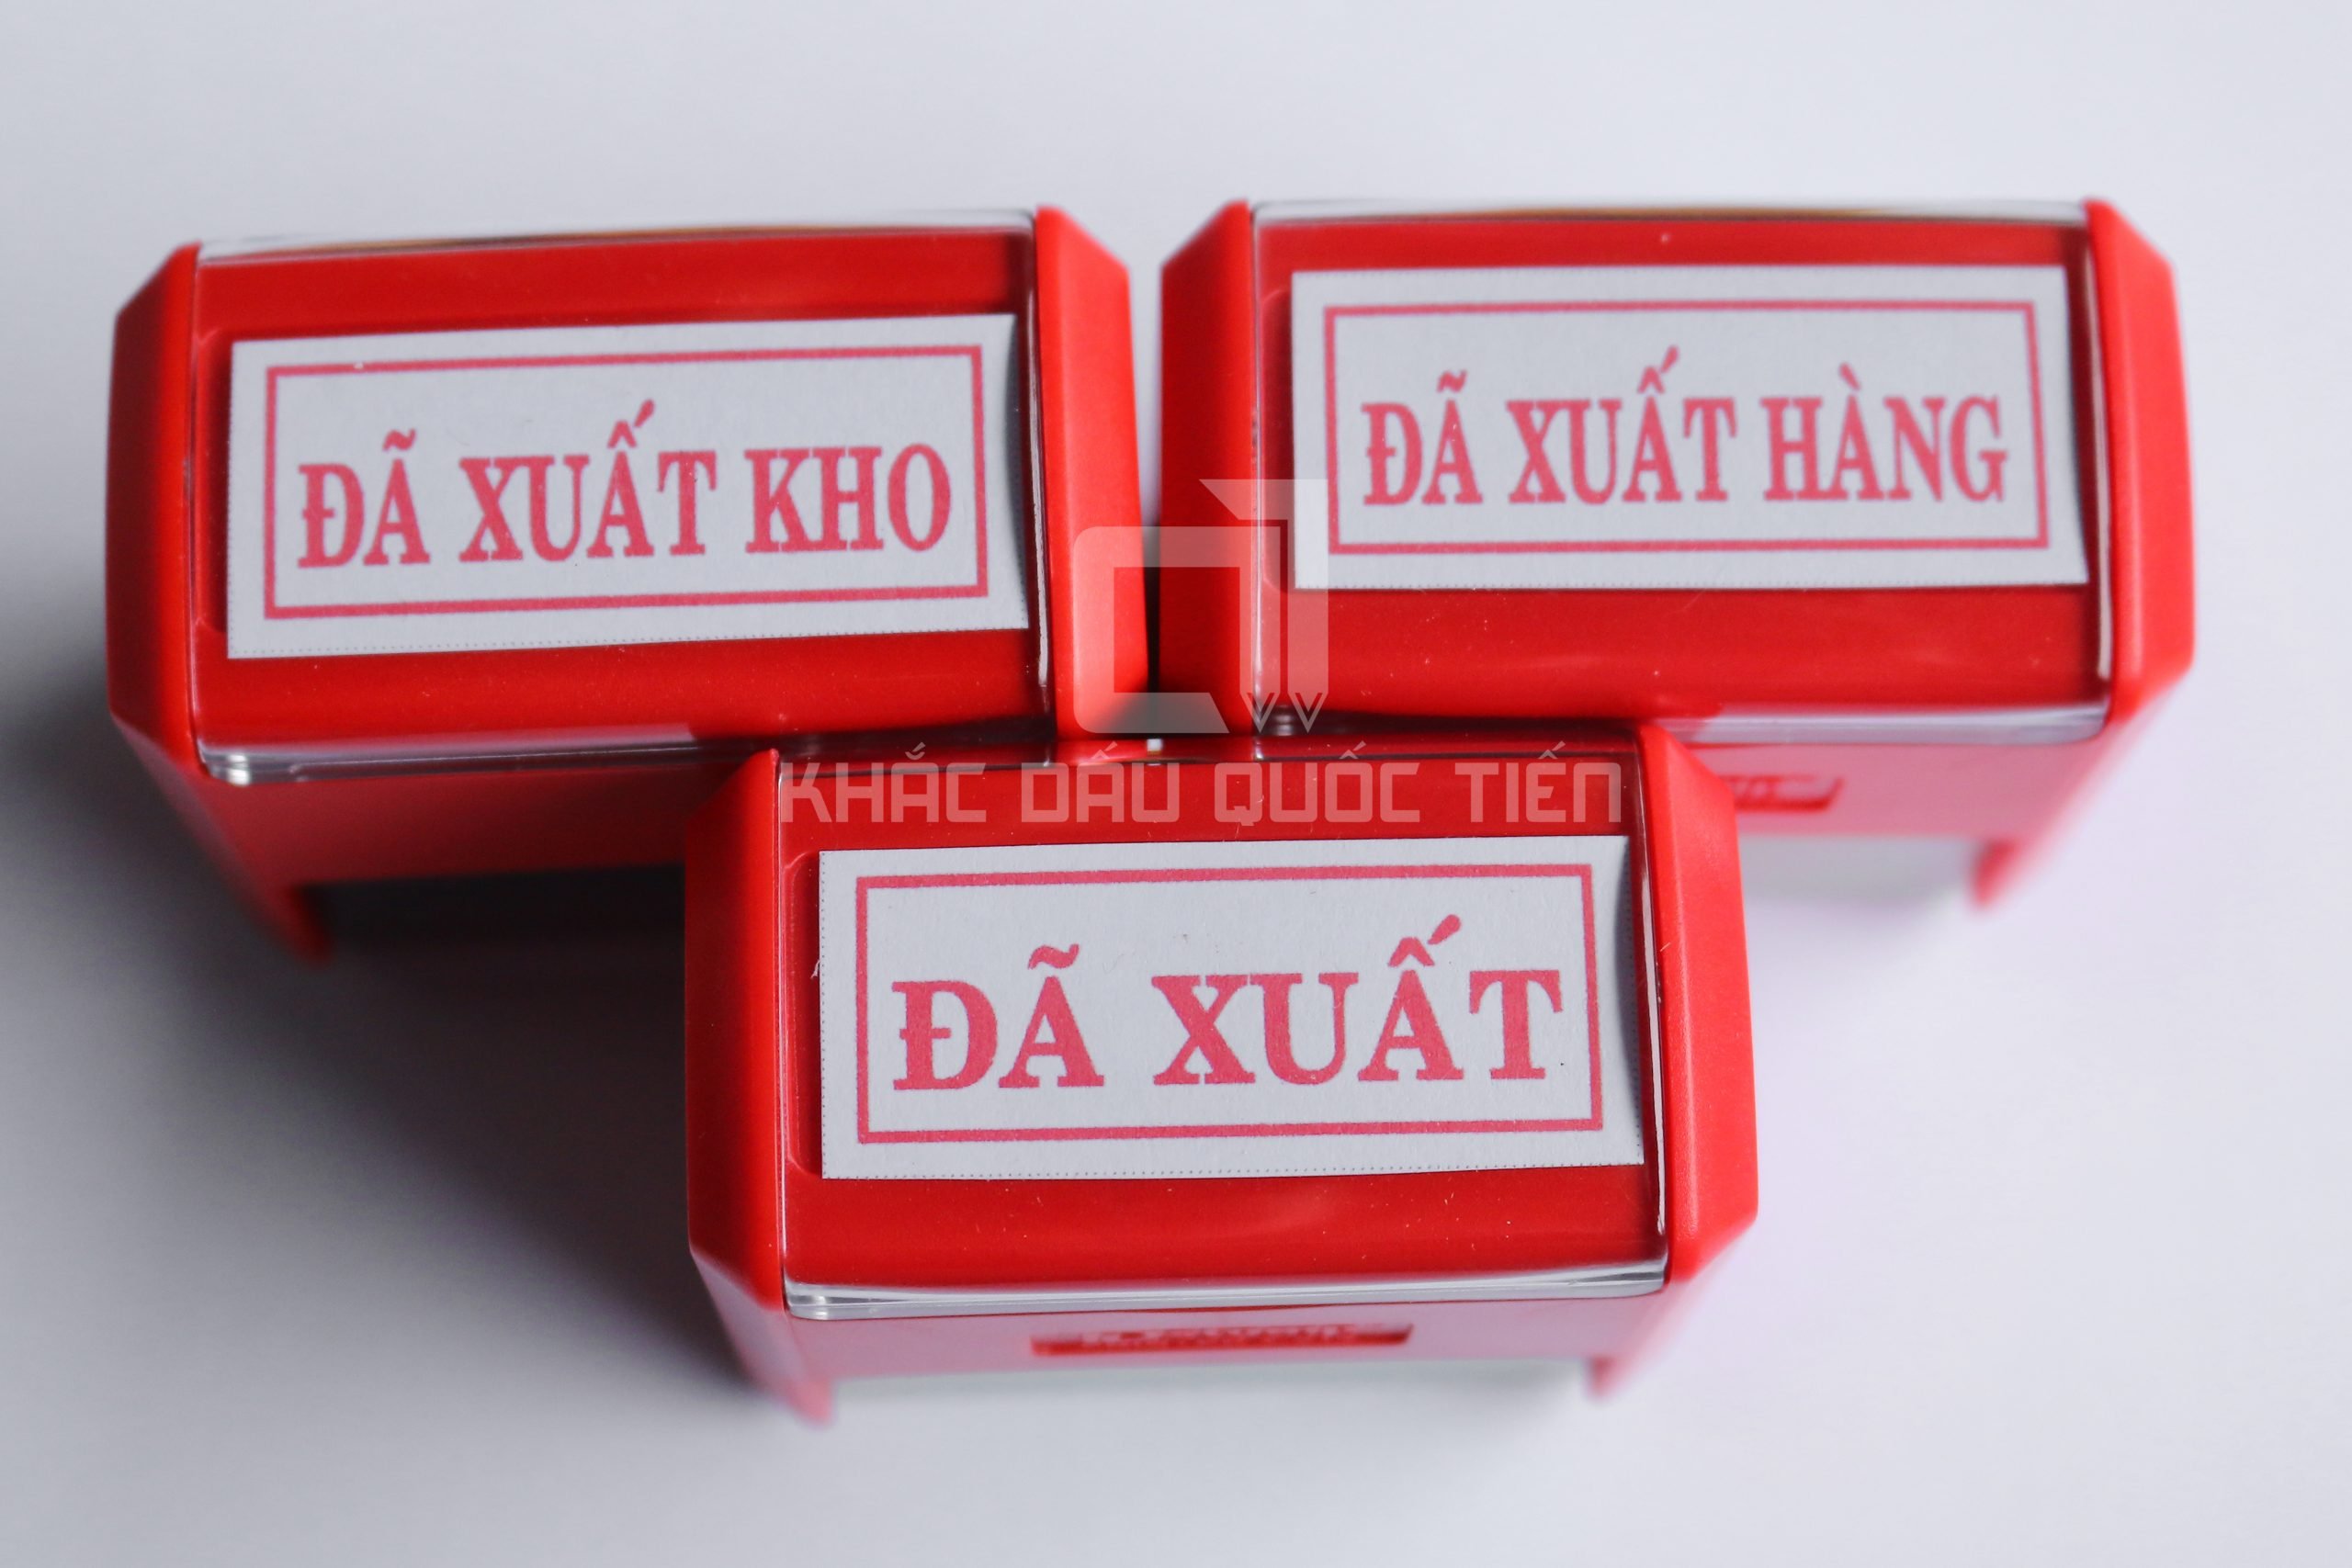 ĐÃ XUẤT KHO
ĐÃ XUẤT HÀNG
KHẮC DẤU QUỐC TIẾN
ĐÃ XUẤT